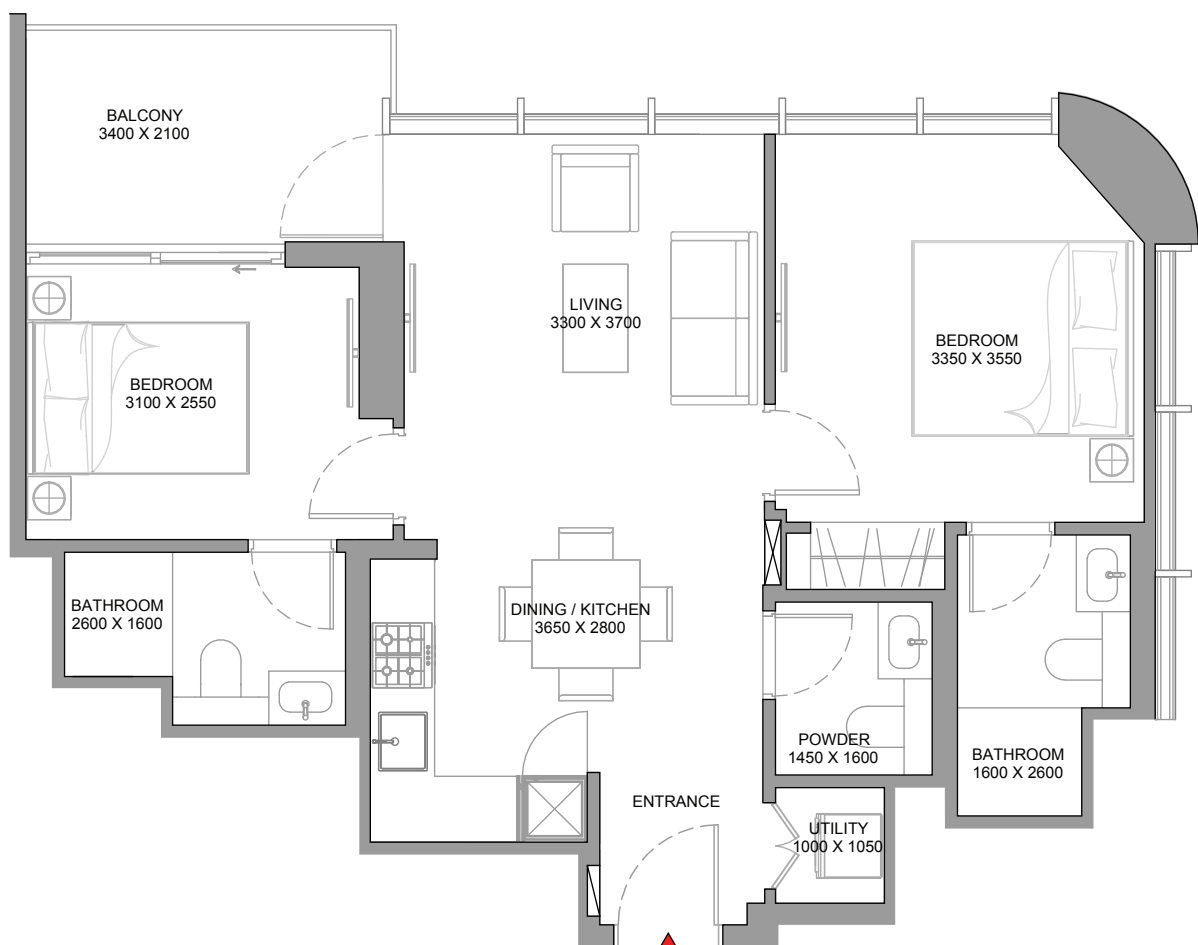 BALCONY
3400 X 2100
LIVING
3300 X 3700
BEDROOM
3350 X 3550
BEDROOM
3100 X 2550
BATHROOM
2600 X 1600
DINING / KITCHEN
3650 X 2800
POWDER
1450 X 1600
BATHROOM
1600 X 2600
ENTRANCE
UTILITY
1000 X 1050